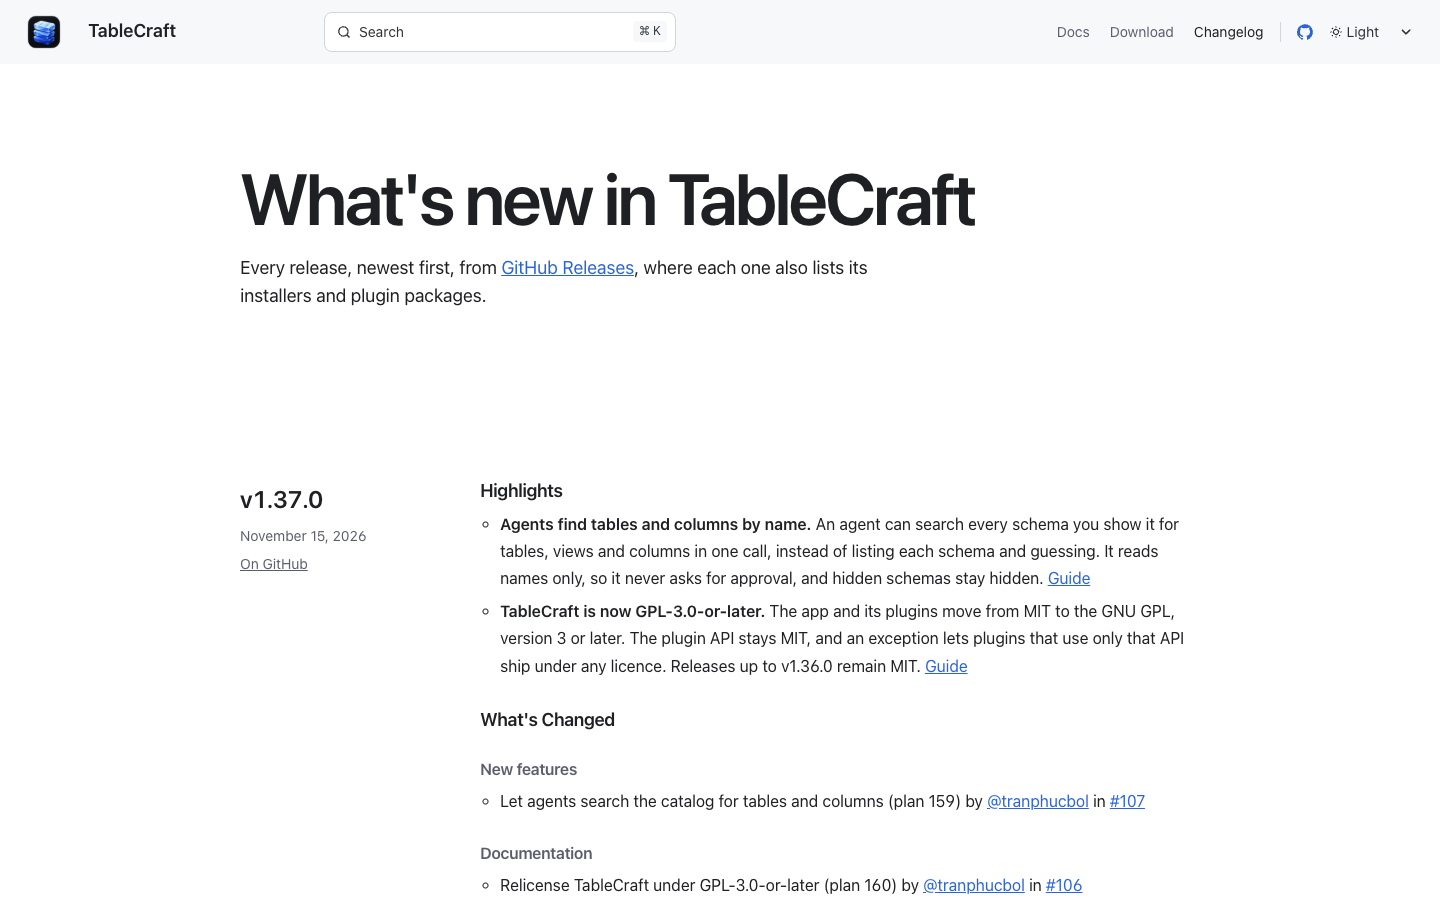 TableCraft
Search
⌘ K
Docs
Download
Changelog
Light
What's new in TableCraft
Every release, newest first, from GitHub Releases, where each one also lists its
installers and plugin packages.
v1.37.0
November 15, 2026
On GitHub
Highlights
Agents find tables and columns by name. An agent can search every schema you show it for
tables, views and columns in one call, instead of listing each schema and guessing. It reads
names only, so it never asks for approval, and hidden schemas stay hidden. Guide
TableCraft is now GPL-3.0-or-later. The app and its plugins move from MIT to the GNU GPL,
version 3 or later. The plugin API stays MIT, and an exception lets plugins that use only that API
ship under any licence. Releases up to v1.36.0 remain MIT. Guide
What's Changed
New features
Let agents search the catalog for tables and columns (plan 159) by @tranphucbol in #107
Documentation
Relicense TableCraft under GPL-3.0-or-later (plan 160) by @tranphucbol in #106